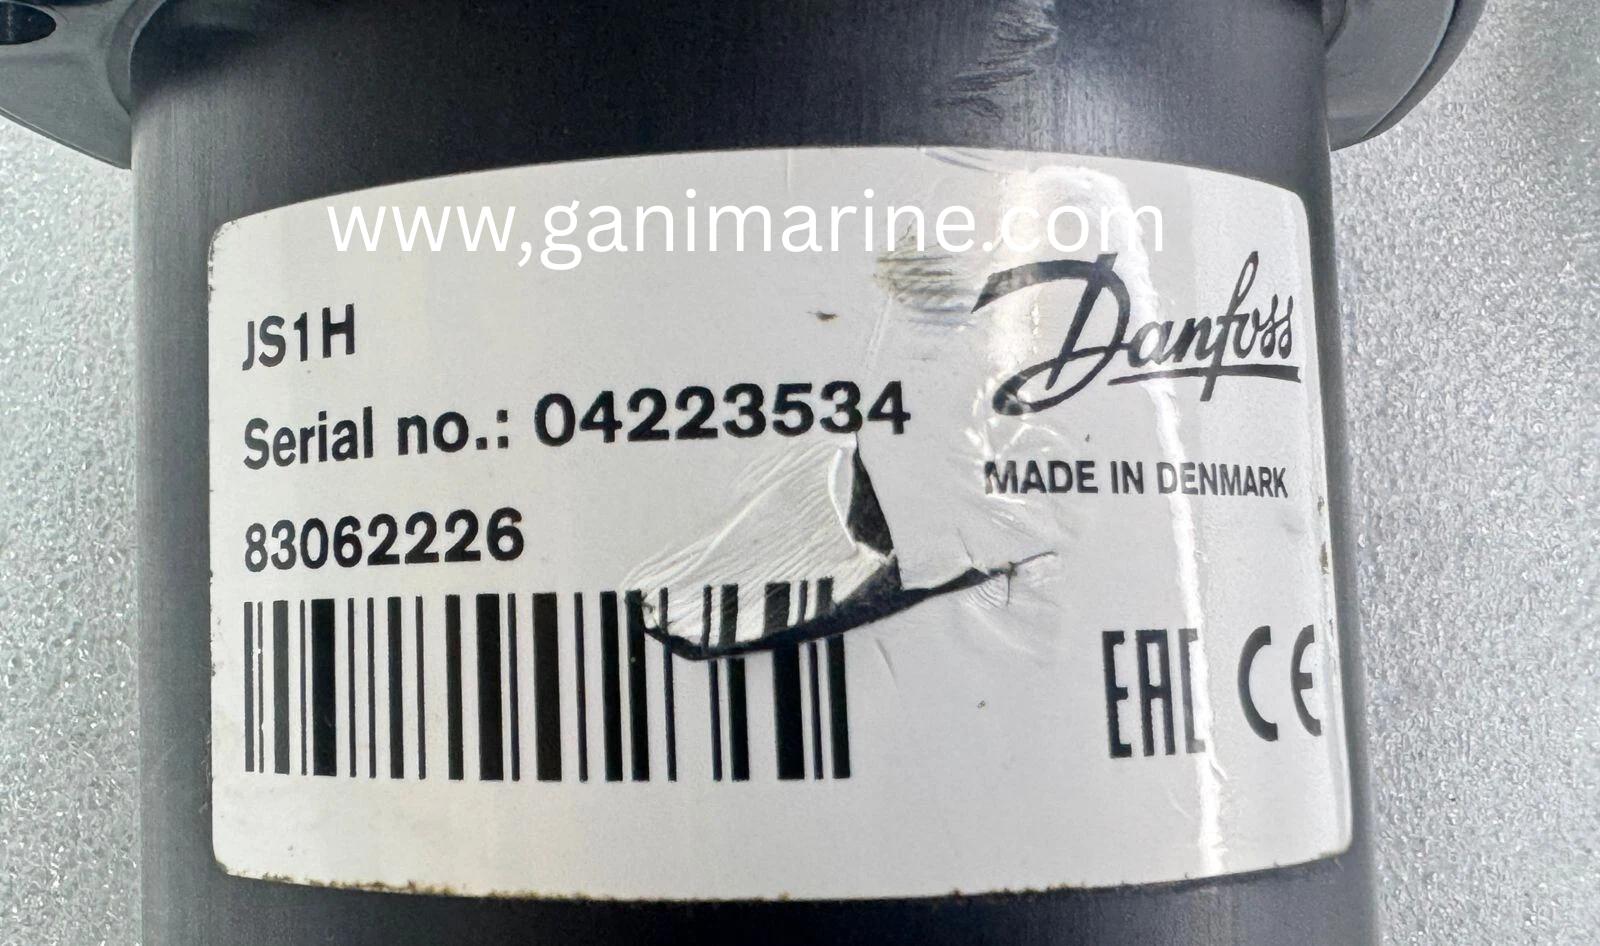 www,ganimarine.com
JS1H
Danfoss
Serial no.: 04223534
MADE IN DENMARK
83062226
EAC CE